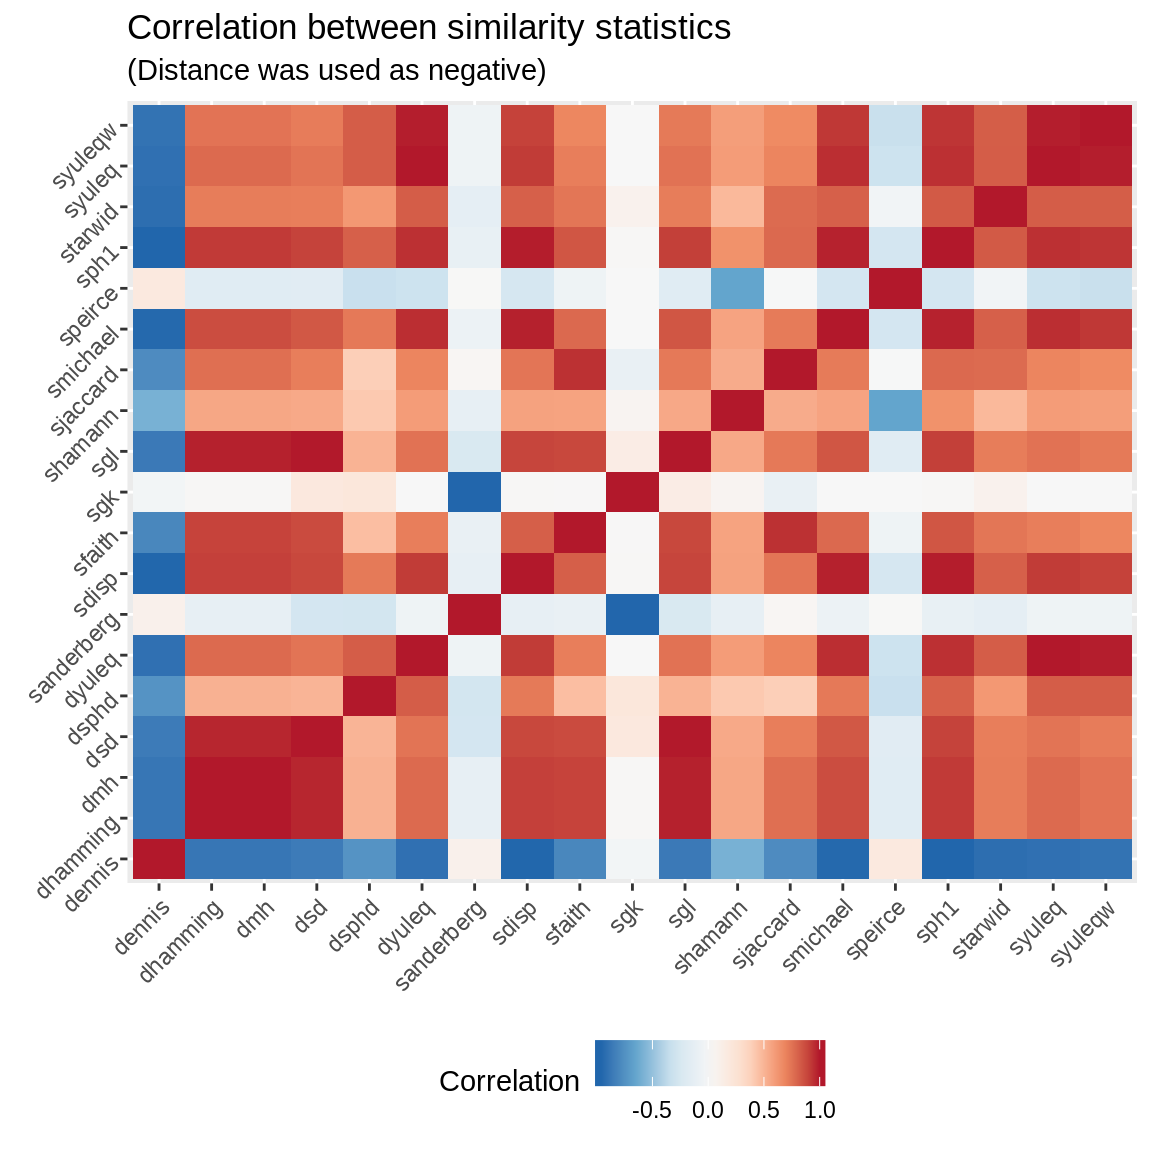 Correlation between similarity statistics
(Distance was used as negative)
syuleqw
syuleq
starwid
sph1
speirce
smichael
sjaccard
shamann
sgl
sgk
sfaith
sdisp
sanderberg
dyuleq
dsphd
dsd
dmh
dhamming
dennis
dennis
dhamming
dmh
dsd
dsphd
dyuleq
sanderberg
sdisp
sfaith
sgk
sgl
shamann
sjaccard
smichael
speirce
sph1
starwid
syuleq
syuleqw
Correlation
-0.5 0.0 0.5 1.0